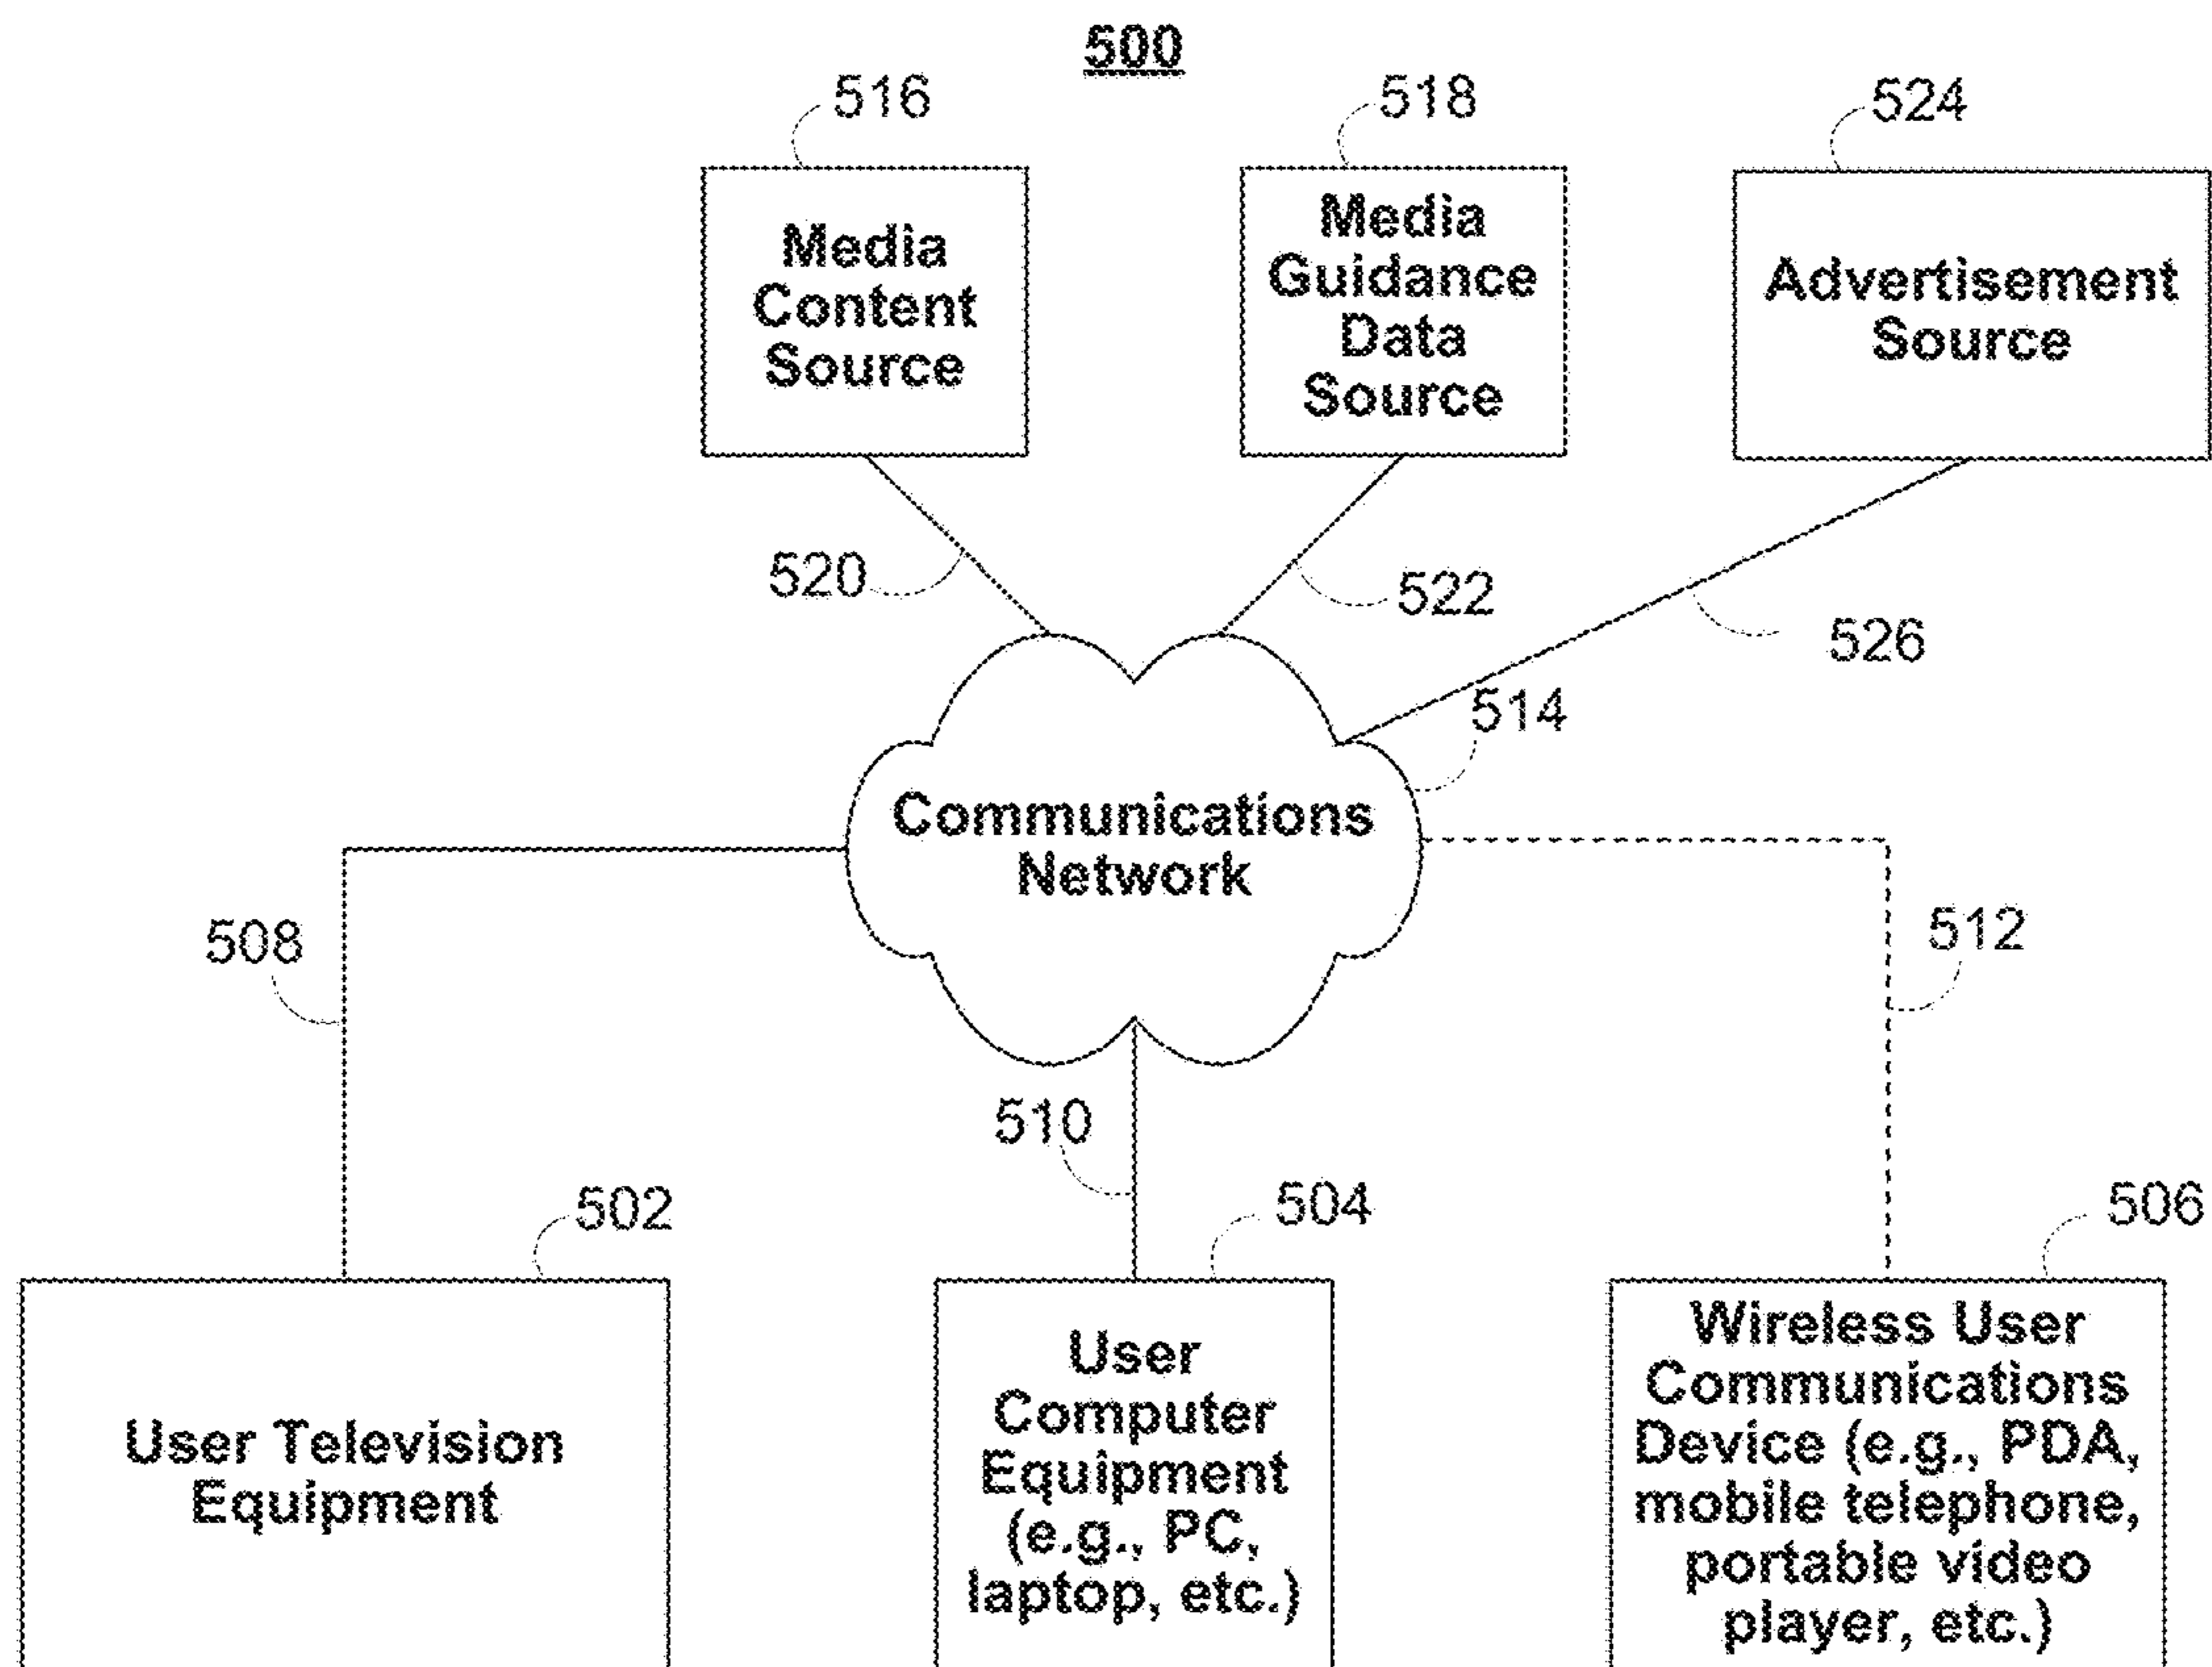 500
516
518
524
Media
Content
Source
Media
Guidance
Data
Source
Advertisement
Source
520
522
526
514
Communications
Network
508
512
510
502
504
506
User Television
Equipment
User
Computer
Equipment
(e.g., PC,
laptop, etc.)
Wireless User
Communications
Device (e.g., PDA,
mobile telephone,
portable video
player, etc.)